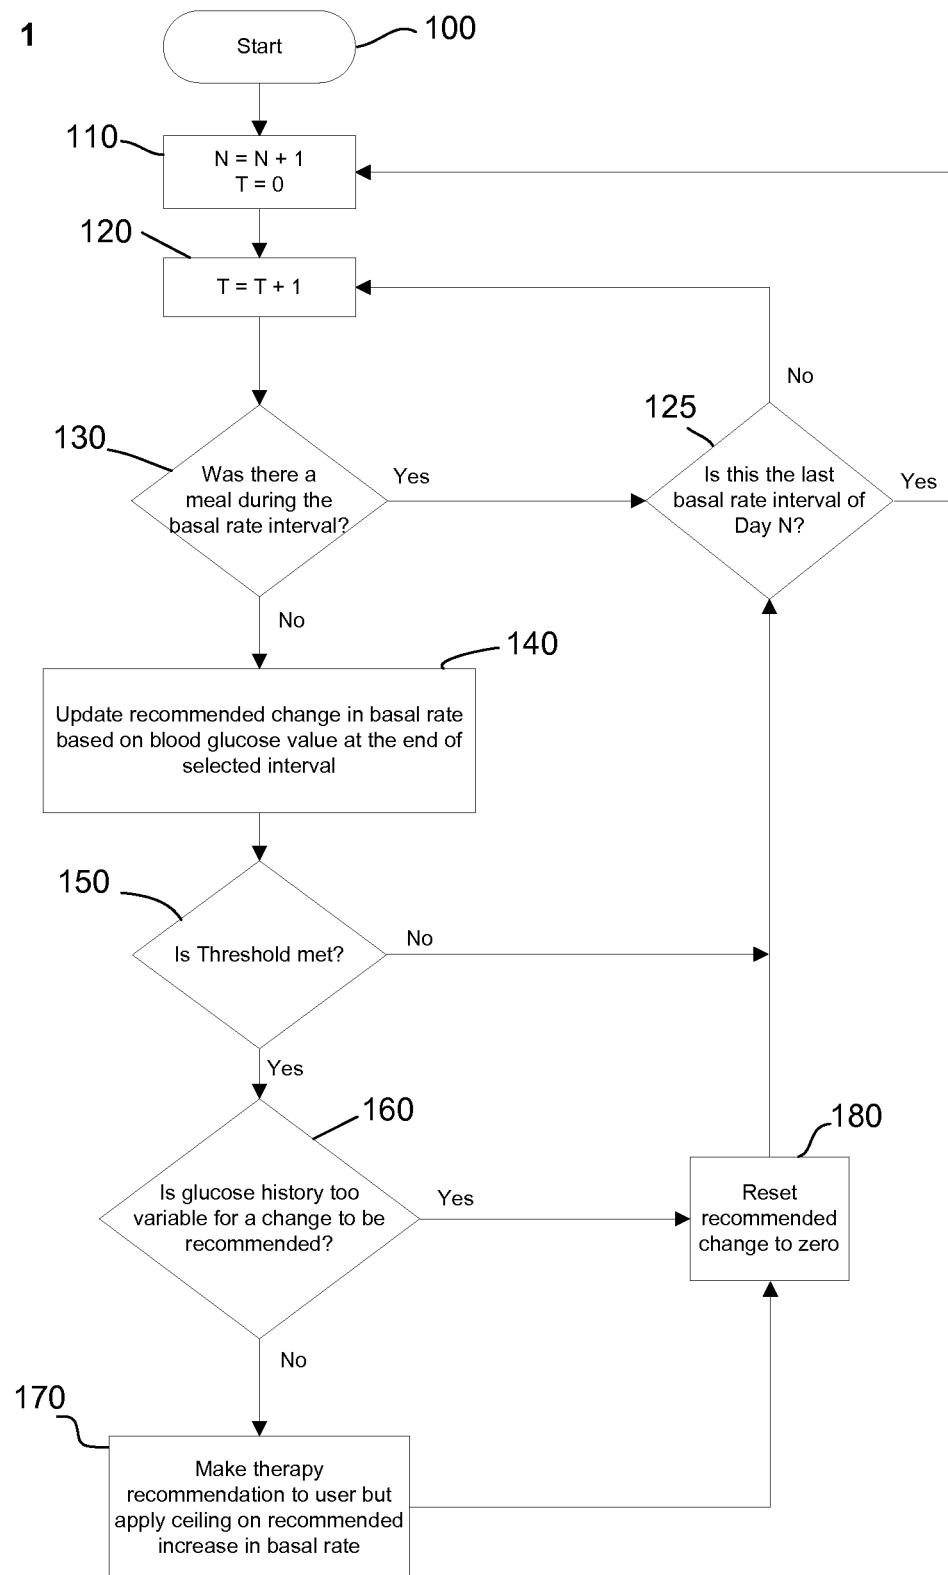 1
Start
100
110
N = N + 1
T = 0
120
T = T + 1
No
125
130
Was there a
meal during the
basal rate interval?
Yes
Is this the last
basal rate interval of
Day N?
Yes
No
140
Update recommended change in basal rate
based on blood glucose value at the end of
selected interval
150
Is Threshold met?
No
Yes
160
Is glucose history too
variable for a change to be
recommended?
Yes
180
Reset
recommended
change to zero
No
170
Make therapy
recommendation to user but
apply ceiling on recommended
increase in basal rate